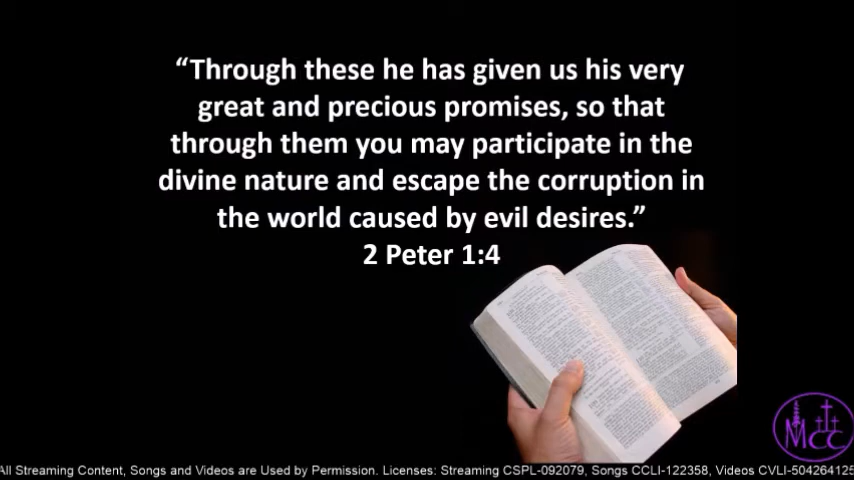 “Through these he has given us his very
great and precious promises, so that
through them you may participate in the
divine nature and escape the corruption in
the world caused by evil desires.”
2 Peter 1:4
MCC
All Streaming Content, Songs and Videos are Used by Permission. Licenses: Streaming CSPL-092079, Songs CCLI-122358, Videos CVLI-504264125